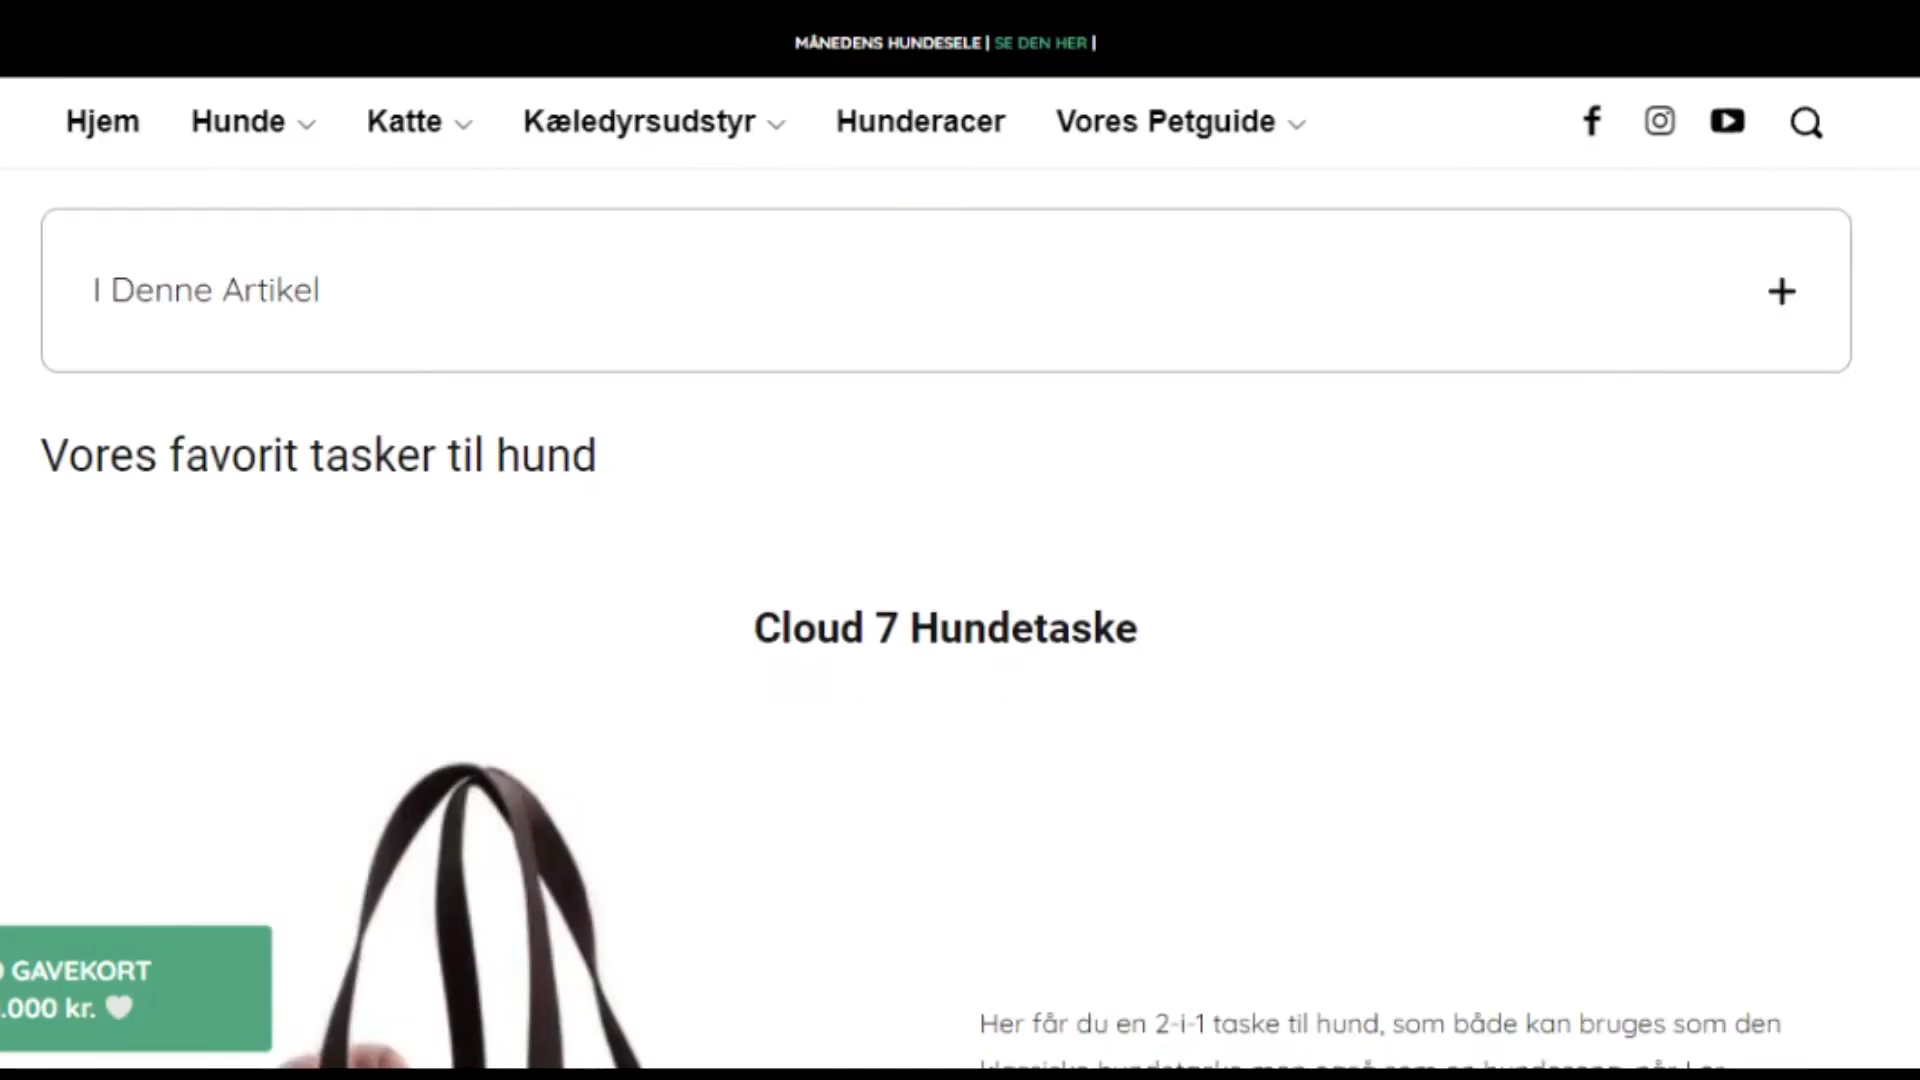 MÅNEDENS HUNDESELE | SE DEN HER |
Hjem Hunde Katte Kæledyrsudstyr Hunderacer Vores Petguide
I Denne Artikel
Vores favorit tasker til hund
Cloud 7 Hundetaske
GAVEKORT
.000 kr.
Her får du en 2-i-1 taske til hund, som både kan bruges som den